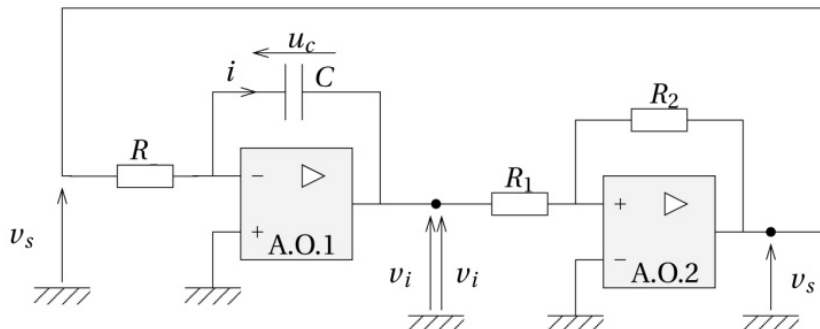 u_c
i
C
R_2
R
R_1
−
+
+
−
A.O.1
A.O.2
v_s
v_i
v_i
v_s